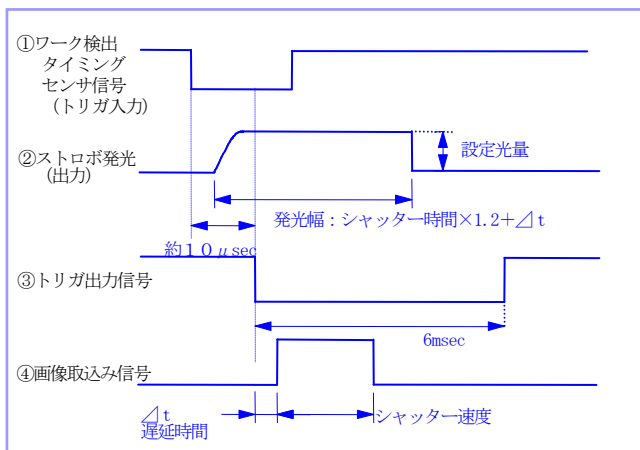 ①ワーク検出
タイミング
センサ信号
(トリガ入力)
②ストロボ発光
(出力)
設定光量
発光幅：シャッター時間×1.2＋⊿ｔ
約１０μsec
③トリガ出力信号
6msec
④画像取込み信号
⊿ｔ
遅延時間
シャッター速度